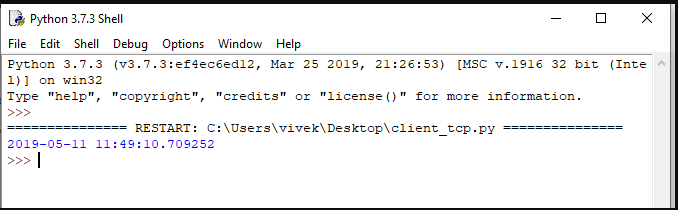 Python 3.7.3 Shell
File Edit Shell Debug Options Window Help
Python 3.7.3 (v3.7.3:ef4ec6ed12, Mar 25 2019, 21:26:53) [MSC v.1916 32 bit (Inte
l)] on win32
Type "help", "copyright", "credits" or "license()" for more information.
>>>
=============== RESTART: C:\Users\vivek\Desktop\client_tcp.py ===============
2019-05-11 11:49:10.709252
>>>